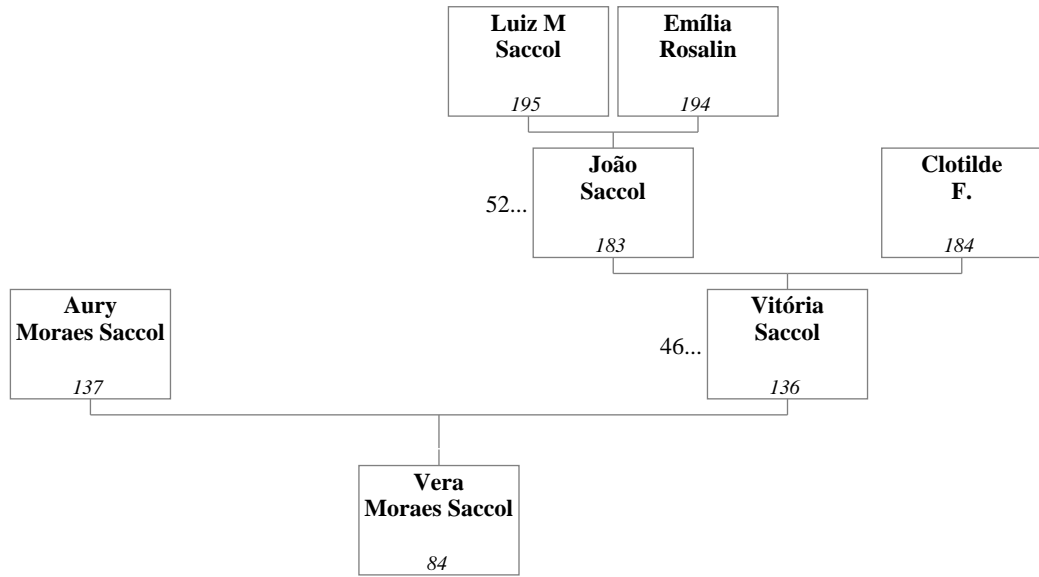 Luiz M
Saccol
195
Emília
Rosalin
194
João
Saccol
183
52...
Clotilde
F.
184
Aury
Moraes Saccol
137
Vitória
Saccol
136
46...
Vera
Moraes Saccol
84